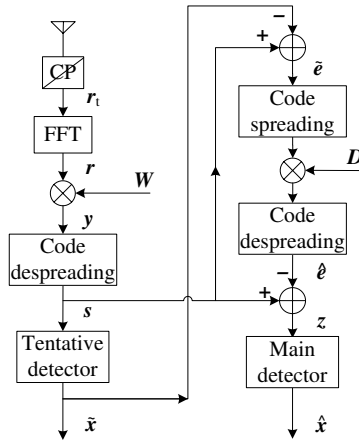 CP
r_t
FFT
r
W
y
Code
despreading
s
Tentative
detector
x̃
−
+
ẽ
Code
spreading
D
Code
despreading
−
ê
+
z
Main
detector
x̂